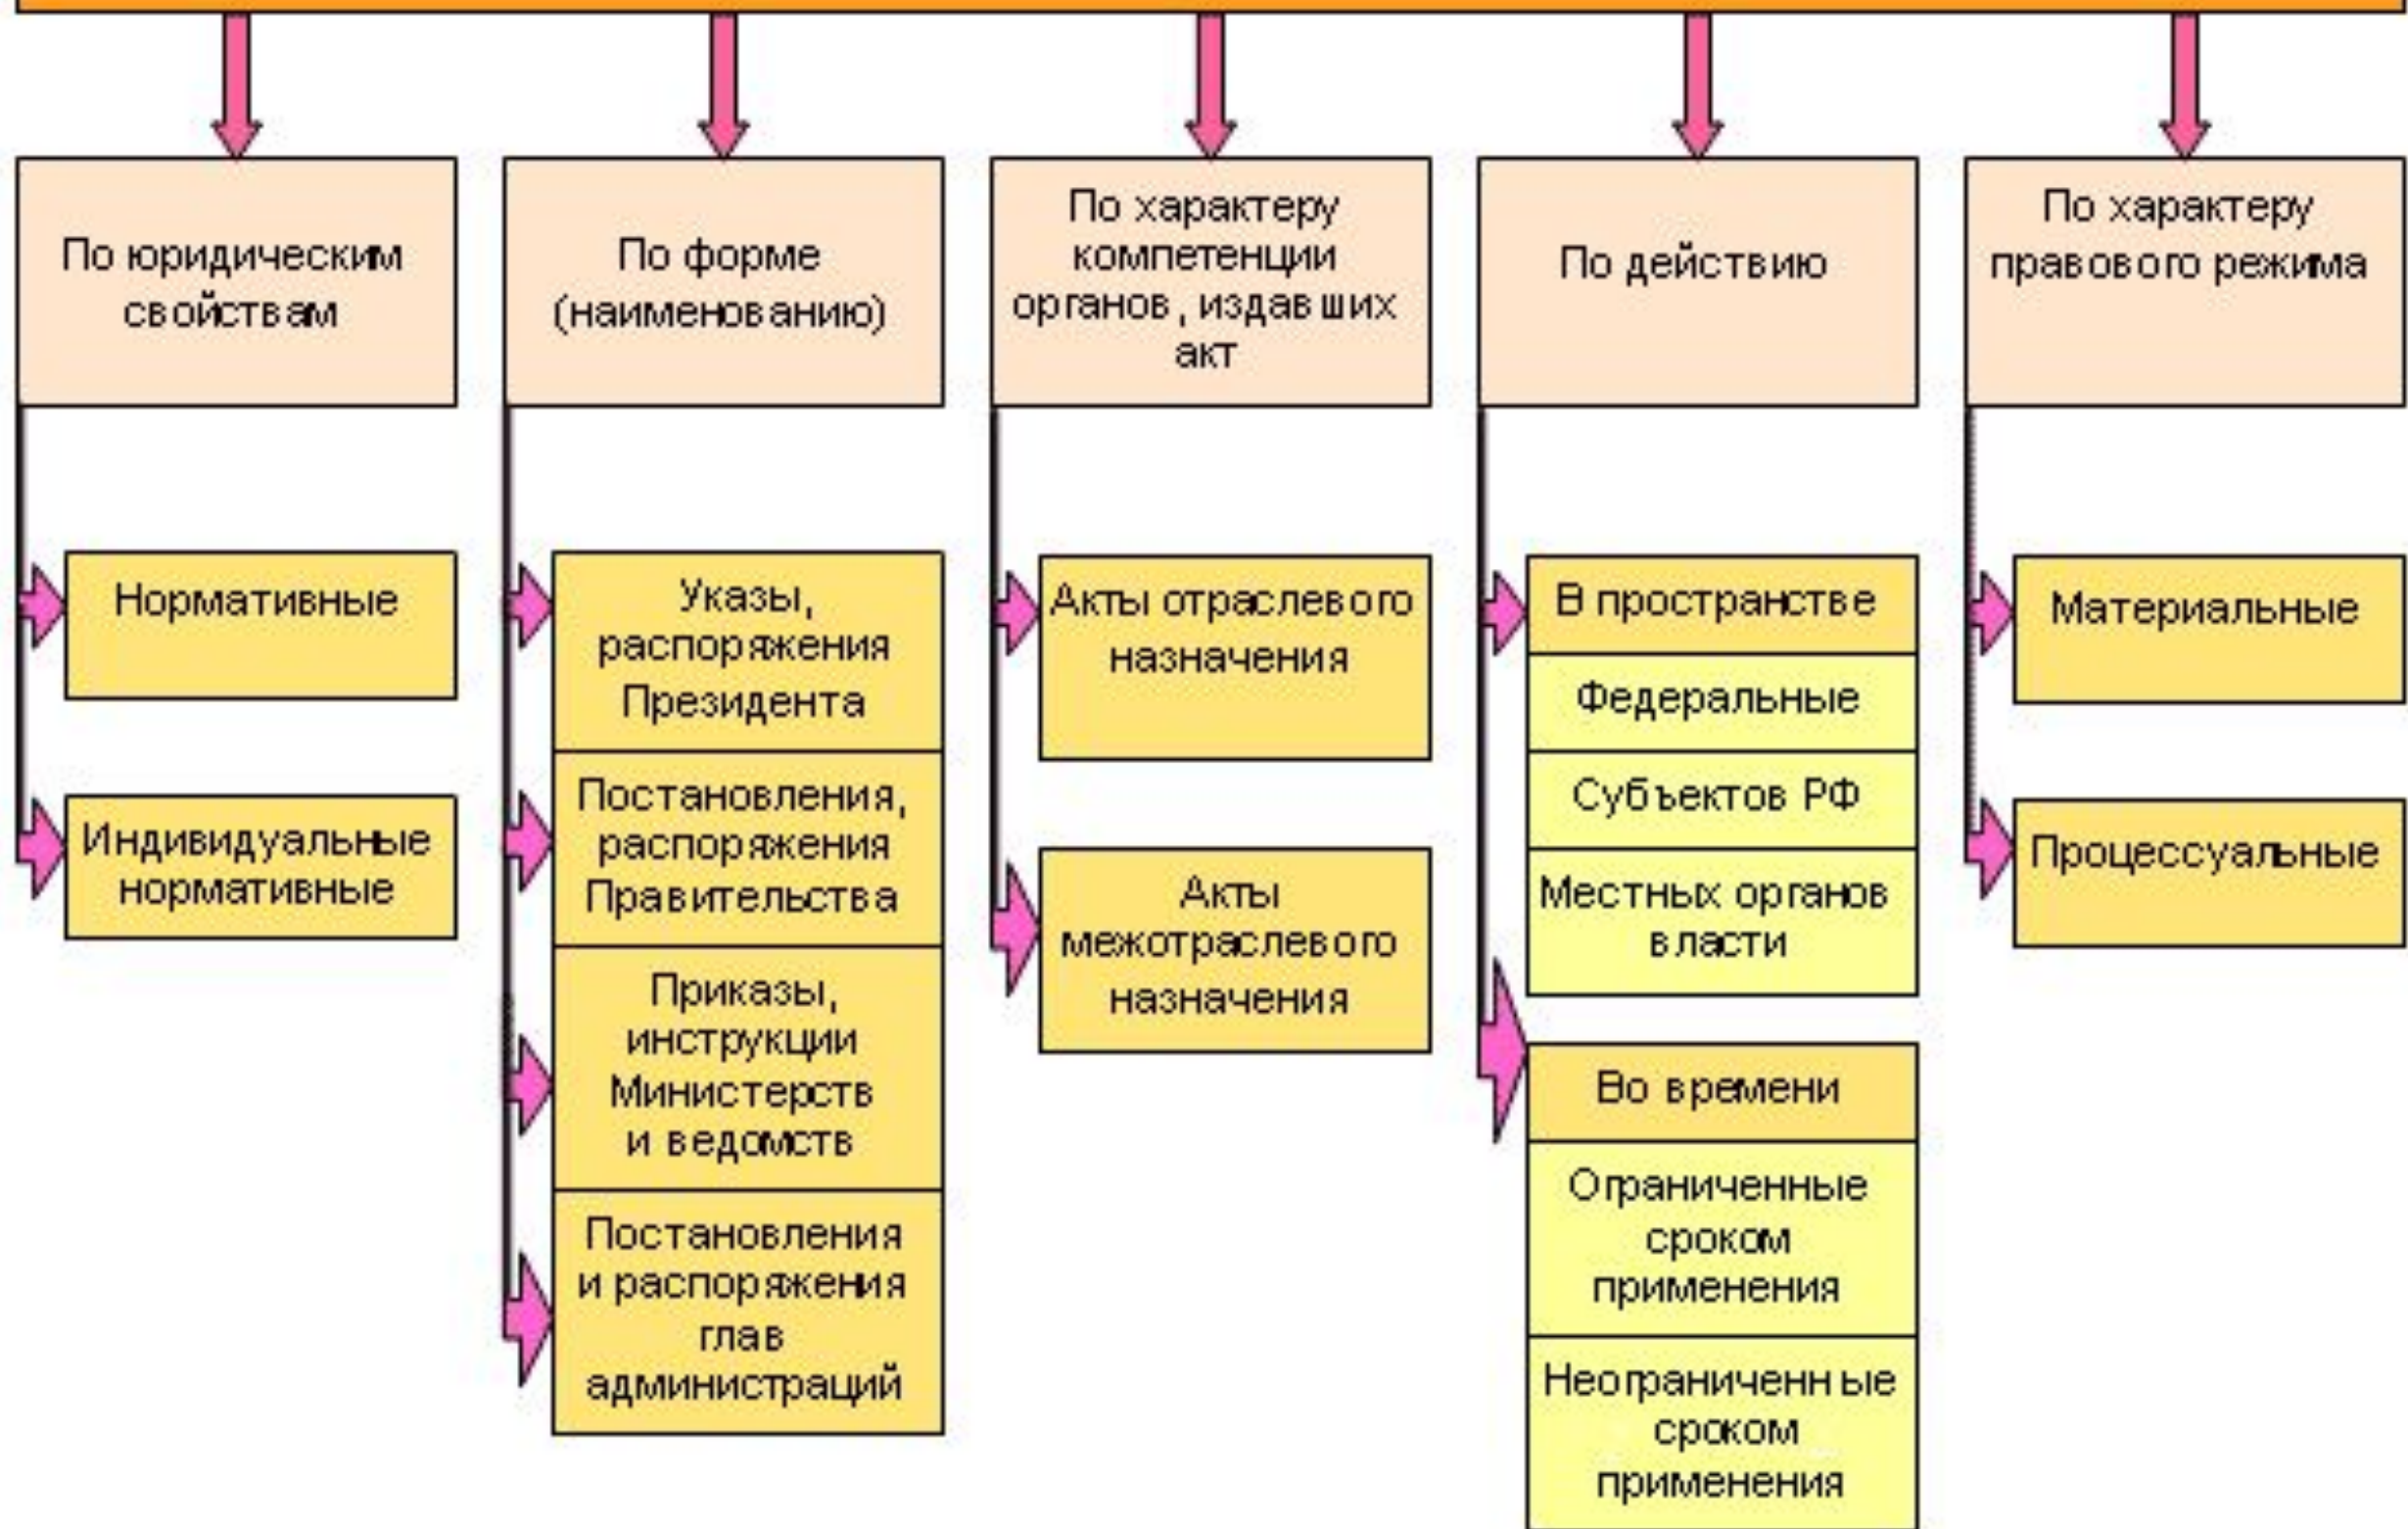 По юридическим
свойствам
Нормативные
Индивидуальные
нормативные
По форме
(наименованию)
Указы,
распоряжения
Президента
Постановления,
распоряжения
Правительства
Приказы,
инструкции
Министерств
и ведомств
Постановления
и распоряжения
глав
администраций
По характеру
компетенции
органов, издавших
акт
Акты отраслевого
назначения
Акты
межотраслевого
назначения
По действию
В пространстве
Федеральные
Субъектов РФ
Местных органов
власти
Во времени
Ограниченные
сроком
применения
Неограниченные
сроком
применения
По характеру
правового режима
Материальные
Процессуальные